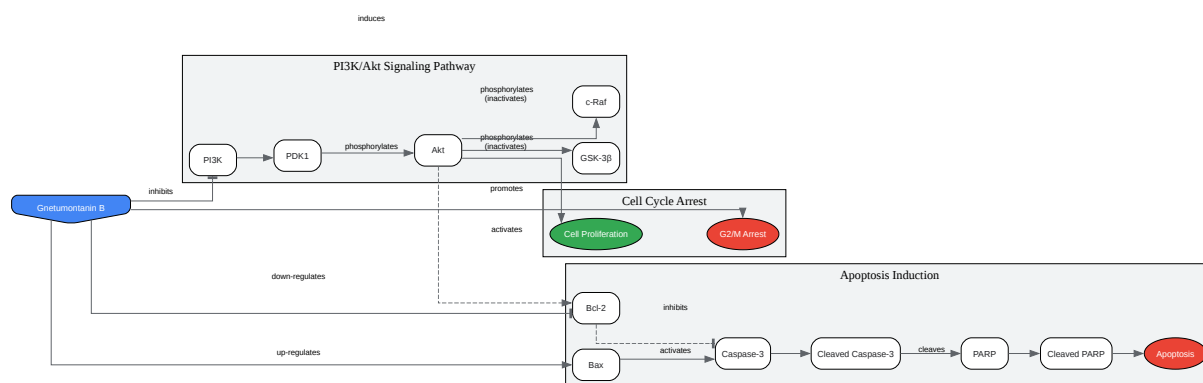 induces
PI3K/Akt Signaling Pathway
phosphorylates
(inactivates)
c-Raf
phosphorylates
(inactivates)
Akt
phosphorylates
PDK1
PI3K
GSK-3β
inhibits
promotes
Gnetumontanin B
Cell Cycle Arrest
activates
Cell Proliferation
G2/M Arrest
down-regulates
Apoptosis Induction
Bcl-2
inhibits
up-regulates
activates
Bax
Caspase-3
Cleaved Caspase-3
cleaves
PARP
Cleaved PARP
Apoptosis